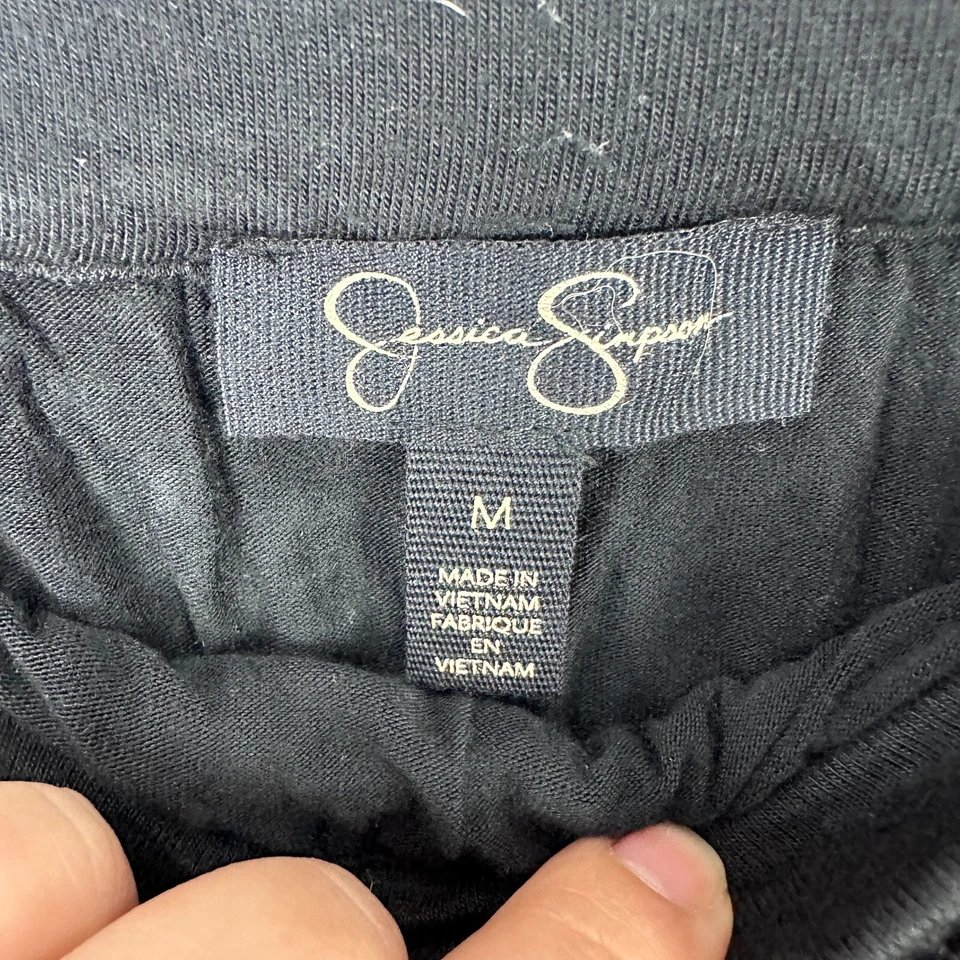 Jessica Simpson
M
MADE IN
VIETNAM
FABRIQUE
EN
VIETNAM